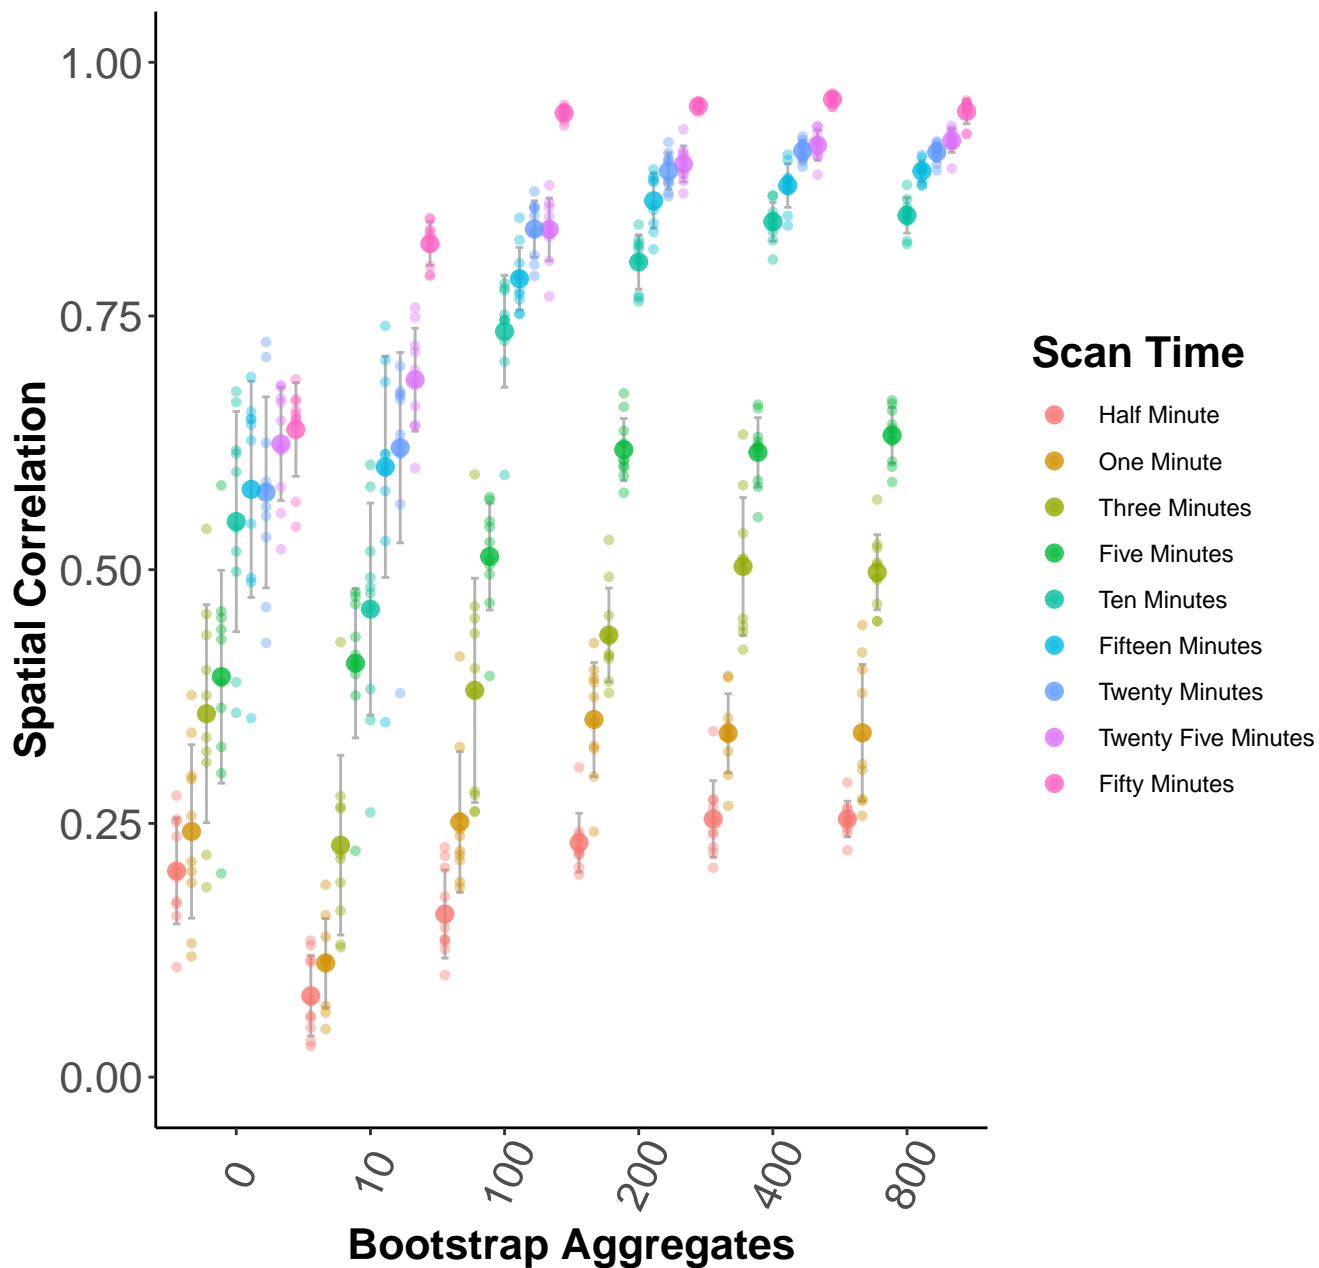 1.00
0.75
0.50
0.25
0.00
Spatial Correlation
0
10
100
200
400
800
Bootstrap Aggregates
Scan Time
Half Minute
One Minute
Three Minutes
Five Minutes
Ten Minutes
Fifteen Minutes
Twenty Minutes
Twenty Five Minutes
Fifty Minutes